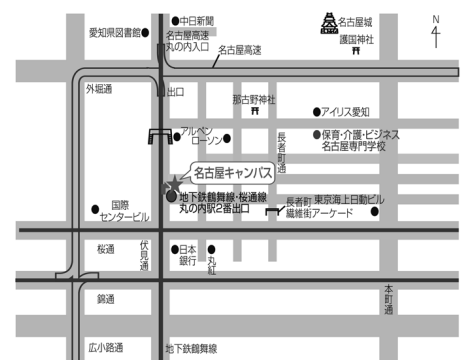 中日新聞
愛知県図書館
名古屋高速
丸の内入口
名古屋高速
名古屋城
護国神社
N
4
外堀通
出口
那古野神社
アイリス愛知
アルペン
ローソン
長者町通
保育・介護・ビジネス
名古屋専門学校
名古屋キャンパス
地下鉄鶴舞線・桜通線
丸の内駅2番出口
国際
センタービル
長者町
繊維街アーケード
東京海上日動ビル
桜通
伏見通
日本
銀行
丸紅
錦通
本町通
広小路通
地下鉄鶴舞線